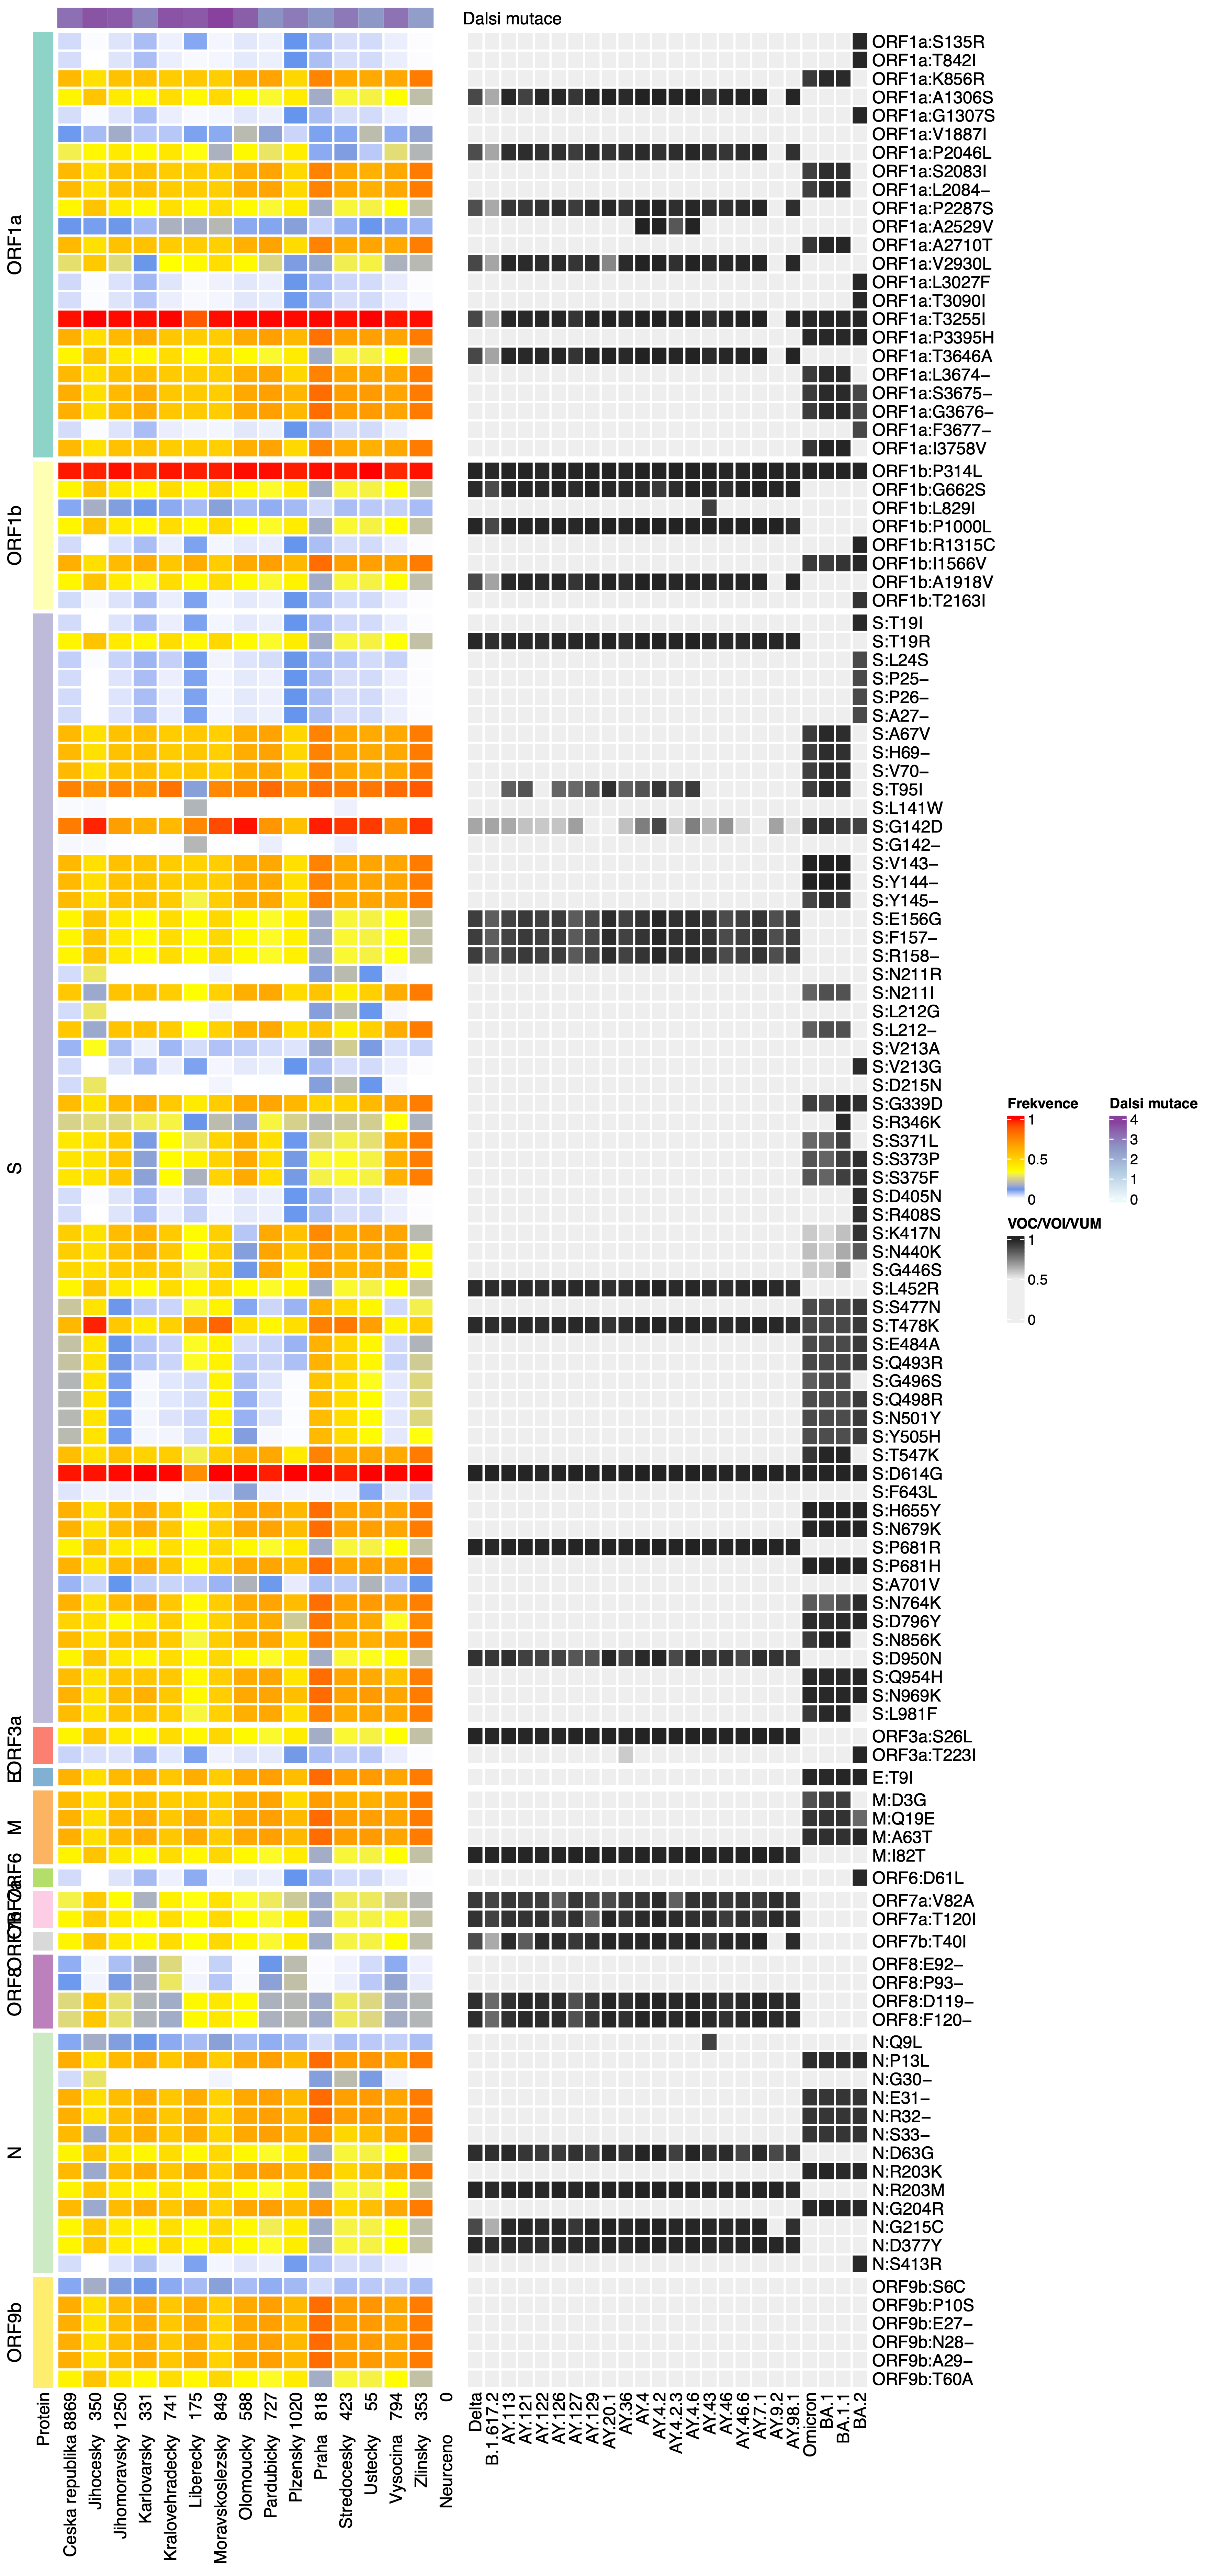 Dalsi mutace
ORF1a
ORF1a:S135R
ORF1a:T842I
ORF1a:K856R
ORF1a:A1306S
ORF1a:G1307S
ORF1a:V1887I
ORF1a:P2046L
ORF1a:S2083I
ORF1a:L2084–
ORF1a:P2287S
ORF1a:A2529V
ORF1a:A2710T
ORF1a:V2930L
ORF1a:L3027F
ORF1a:T3090I
ORF1a:T3255I
ORF1a:P3395H
ORF1a:T3646A
ORF1a:L3674–
ORF1a:S3675–
ORF1a:G3676–
ORF1a:F3677–
ORF1a:I3758V
ORF1b
ORF1b:P314L
ORF1b:G662S
ORF1b:L829I
ORF1b:P1000L
ORF1b:R1315C
ORF1b:I1566V
ORF1b:A1918V
ORF1b:T2163I
S
S:T19I
S:T19R
S:L24S
S:P25–
S:P26–
S:A27–
S:A67V
S:H69–
S:V70–
S:T95I
S:L141W
S:G142D
S:G142–
S:V143–
S:Y144–
S:Y145–
S:E156G
S:F157–
S:R158–
S:N211R
S:N211I
S:L212G
S:L212–
S:V213A
S:V213G
S:D215N
S:G339D
S:R346K
S:S371L
S:S373P
S:S375F
S:D405N
S:R408S
S:K417N
S:N440K
S:G446S
S:L452R
S:S477N
S:T478K
S:E484A
S:Q493R
S:G496S
S:Q498R
S:N501Y
S:Y505H
S:T547K
S:D614G
S:F643L
S:H655Y
S:N679K
S:P681R
S:P681H
S:A701V
S:N764K
S:D796Y
S:N856K
S:D950N
S:Q954H
S:N969K
S:L981F
ORF3a
ORF3a:S26L
ORF3a:T223I
E
E:T9I
M
M:D3G
M:Q19E
M:A63T
M:I82T
ORF6
ORF6:D61L
ORF7a:V82A
ORF7a:T120I
ORF7b:T40I
ORF8
ORF8:E92–
ORF8:P93–
ORF8:D119–
ORF8:F120–
N
N:Q9L
N:P13L
N:G30–
N:E31–
N:R32–
N:S33–
N:D63G
N:R203K
N:R203M
N:G204R
N:G215C
N:D377Y
N:S413R
ORF9b
ORF9b:S6C
ORF9b:P10S
ORF9b:E27–
ORF9b:N28–
ORF9b:A29–
ORF9b:T60A
Protein
Ceska republika 8869
Jihocesky 350
Jihomoravsky 1250
Karlovarsky 331
Kralovehradecky 741
Liberecky 175
Moravskoslezsky 849
Olomoucky 588
Pardubicky 727
Plzensky 1020
Praha 818
Stredocesky 423
Ustecky 55
Vysocina 794
Zlinsky 353
Neurceno 0
Delta
B.1.617.2
AY.113
AY.121
AY.122
AY.126
AY.127
AY.129
AY.20.1
AY.36
AY.4
AY.4.2
AY.4.2.3
AY.4.6
AY.43
AY.46
AY.46.6
AY.7.1
AY.9.2
AY.98.1
Omicron
BA.1
BA.1.1
BA.2
Frekvence
1
0.5
0
Dalsi mutace
4
3
2
1
0
VOC/VOI/VUM
1
0.5
0